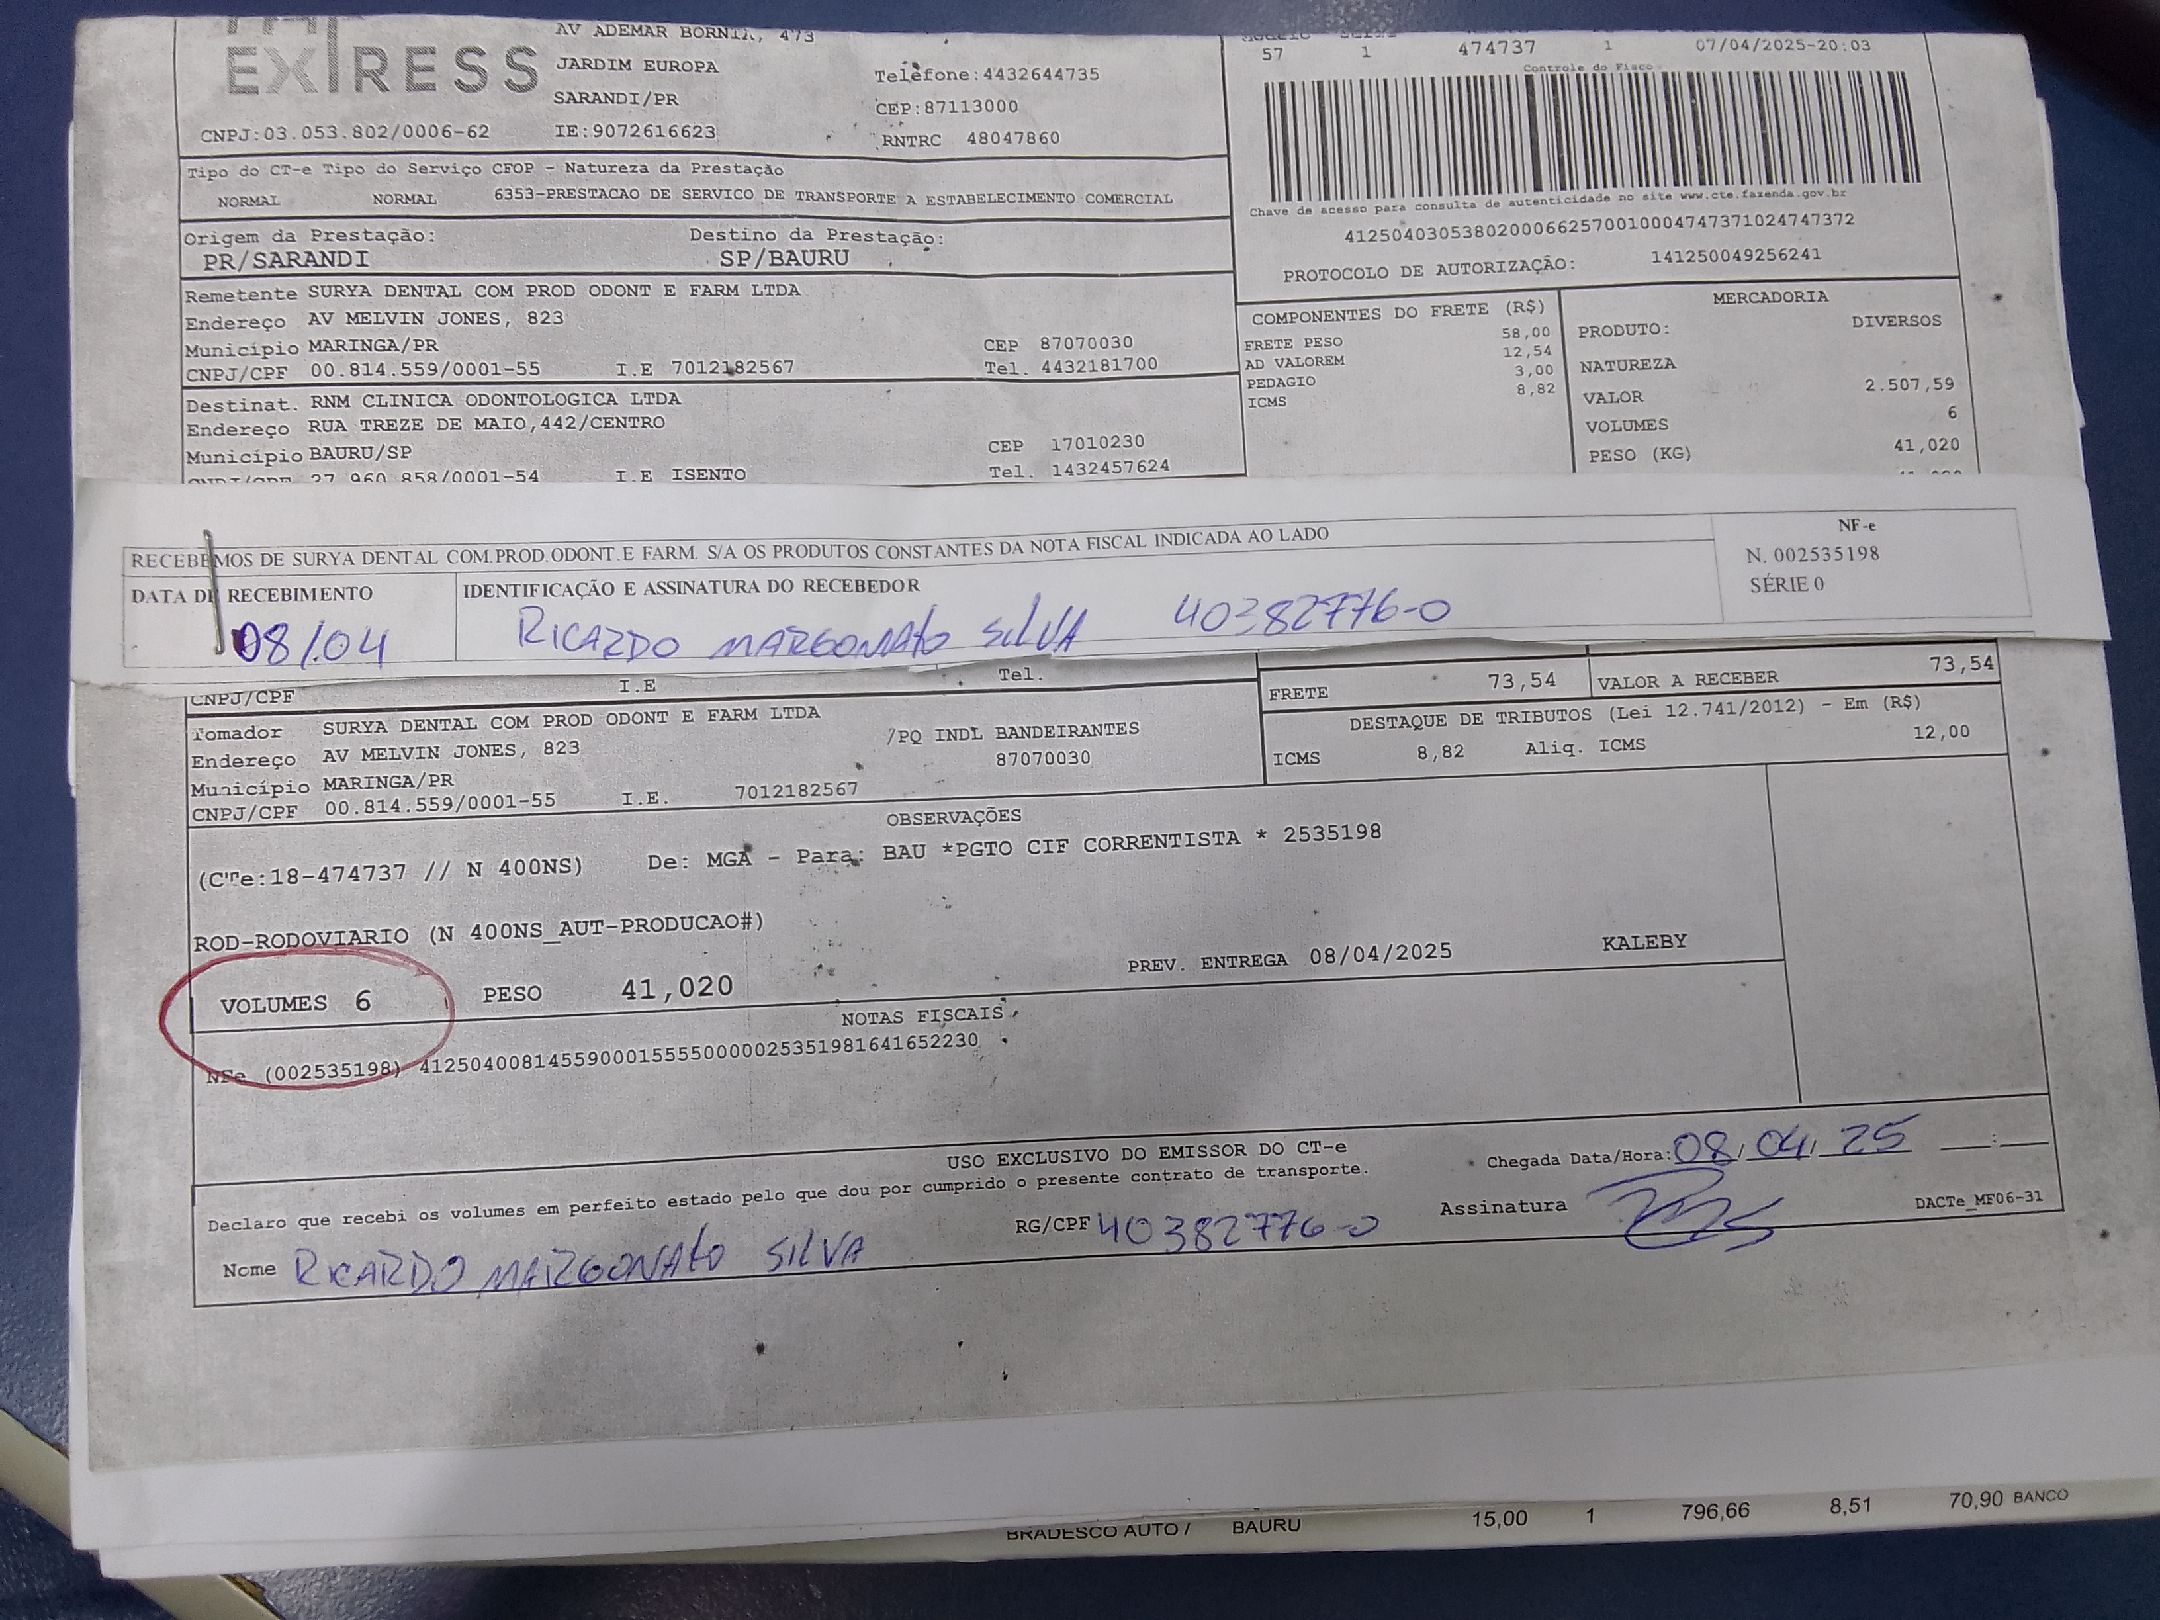 EXPRESS
AV ADEMAR BORNIA, 473
JARDIM EUROPA
SARANDI/PR
Telefone:4432644735
CEP:87113000
CNPJ:03.053.802/0006-62 IE:9072616623 RNTRC 48047860
57 1 474737 1 07/04/2025-20:03
Controle do Fisco
Chave de acesso para consulta de autenticidade no site www.cte.fazenda.gov.br
41250403053802000662570010004747371024747372
PROTOCOLO DE AUTORIZAÇÃO: 141250049256241
Tipo do CT-e Tipo do Serviço CFOP - Natureza da Prestação
NORMAL NORMAL 6353-PRESTACAO DE SERVICO DE TRANSPORTE A ESTABELECIMENTO COMERCIAL
Origem da Prestação: Destino da Prestação:
PR/SARANDI SP/BAURU
Remetente SURYA DENTAL COM PROD ODONT E FARM LTDA
Endereço AV MELVIN JONES, 823
Município MARINGA/PR CEP 87070030
CNPJ/CPF 00.814.559/0001-55 I.E 7012182567 Tel. 4432181700
Destinat. RNM CLINICA ODONTOLOGICA LTDA
Endereço RUA TREZE DE MAIO,442/CENTRO
Município BAURU/SP CEP 17010230
CNPJ/CPF 27 960 858/0001-54 I.E ISENTO Tel. 1432457624
COMPONENTES DO FRETE (R$)
FRETE PESO 58,00
AD VALOREM 12,54
PEDAGIO 3,00
ICMS 8,82
MERCADORIA
PRODUTO: DIVERSOS
NATUREZA
VALOR 2.507,59
VOLUMES 6
PESO (KG) 41,020
RECEBEMOS DE SURYA DENTAL COM.PROD.ODONT.E FARM. S/A OS PRODUTOS CONSTANTES DA NOTA FISCAL INDICADA AO LADO
DATA DE RECEBIMENTO IDENTIFICAÇÃO E ASSINATURA DO RECEBEDOR
08/04 RICARDO MARGONATO SILVA 40382776-0
NF-e
N. 002535198
SÉRIE 0
CNPJ/CPF I.E Tel.
FRETE 73,54 VALOR A RECEBER 73,54
DESTAQUE DE TRIBUTOS (Lei 12.741/2012) - Em (R$)
ICMS 8,82 Aliq. ICMS 12,00
Tomador SURYA DENTAL COM PROD ODONT E FARM LTDA
Endereço AV MELVIN JONES, 823 /PQ INDL BANDEIRANTES
Município MARINGA/PR 87070030
CNPJ/CPF 00.814.559/0001-55 I.E. 7012182567
OBSERVAÇÕES
(CTe:18-474737 // N 400NS) De: MGA - Para: BAU *PGTO CIF CORRENTISTA * 2535198
ROD-RODOVIARIO (N 400NS_AUT-PRODUCAO#)
VOLUMES 6 PESO 41,020 PREV. ENTREGA 08/04/2025 KALEBY
NOTAS FISCAIS
NFe (002535198) 41250400814559000155550000025351981641652230
USO EXCLUSIVO DO EMISSOR DO CT-e
Declaro que recebi os volumes em perfeito estado pelo que dou por cumprido o presente contrato de transporte.
Chegada Data/Hora: 08/04/25 __:__
Nome RICARDO MARGONATO SILVA RG/CPF 40382776-0 Assinatura
DACTe_MF06-31
BRADESCO AUTO / BAURU 15,00 1 796,66 8,51 70,90 BANCO